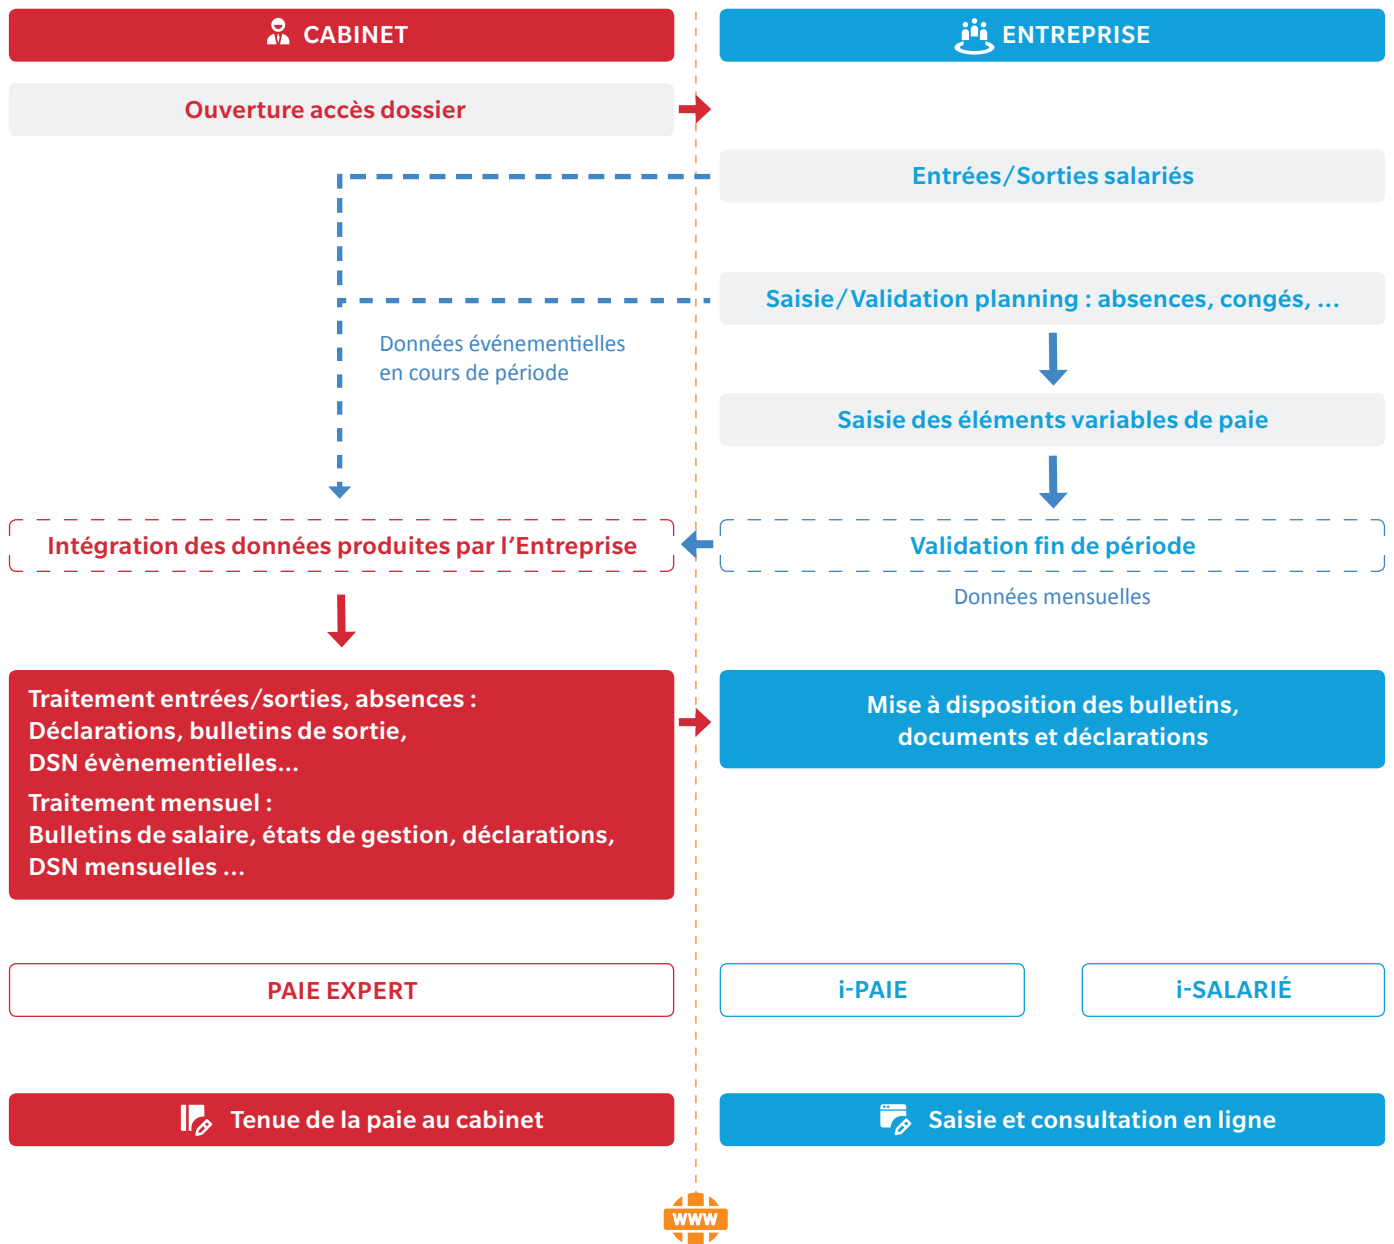 CABINET
ENTREPRISE
Ouverture accès dossier
Entrées/Sorties salariés
Saisie/Validation planning : absences, congés, ...
Données événementielles
en cours de période
Saisie des éléments variables de paie
Intégration des données produites par l'Entreprise
Validation fin de période
Données mensuelles
Traitement entrées/sorties, absences :
Déclarations, bulletins de sortie,
DSN évènementielles...
Traitement mensuel :
Bulletins de salaire, états de gestion, déclarations,
DSN mensuelles ...
Mise à disposition des bulletins,
documents et déclarations
PAIE EXPERT
i-PAIE
i-SALARIÉ
Tenue de la paie au cabinet
Saisie et consultation en ligne
WWW